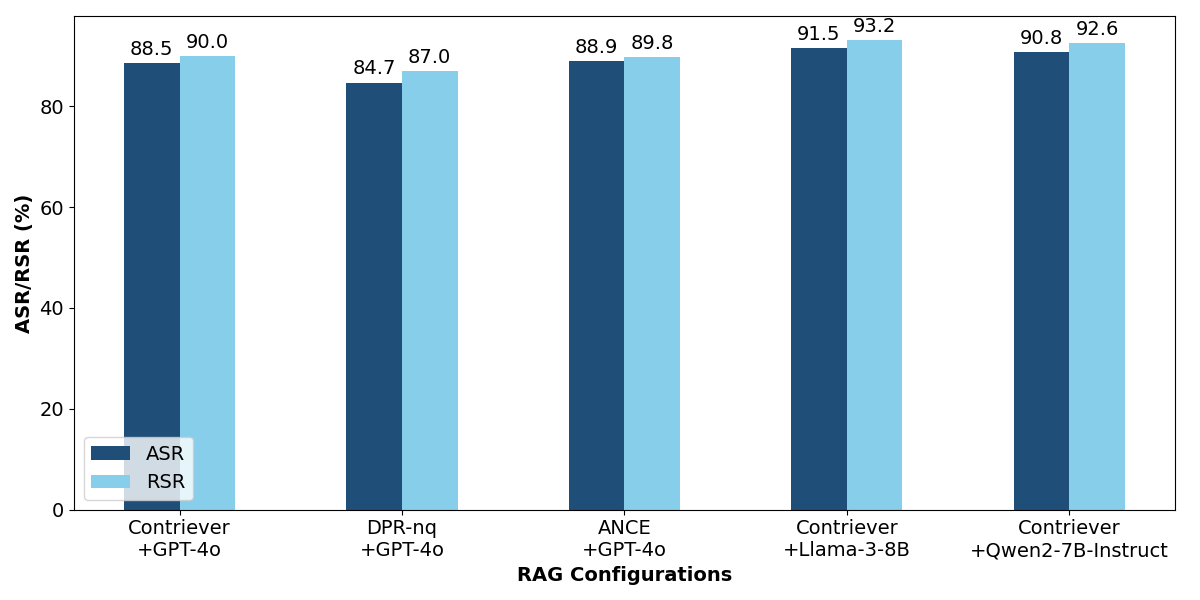 88.5 90.0 84.7 87.0 88.9 89.8 91.5 93.2 90.8 92.6
80
60
40
20
0
ASR/RSR (%)
ASR
RSR
Contriever
+GPT-4o
DPR-nq
+GPT-4o
ANCE
+GPT-4o
Contriever
+Llama-3-8B
Contriever
+Qwen2-7B-Instruct
RAG Configurations